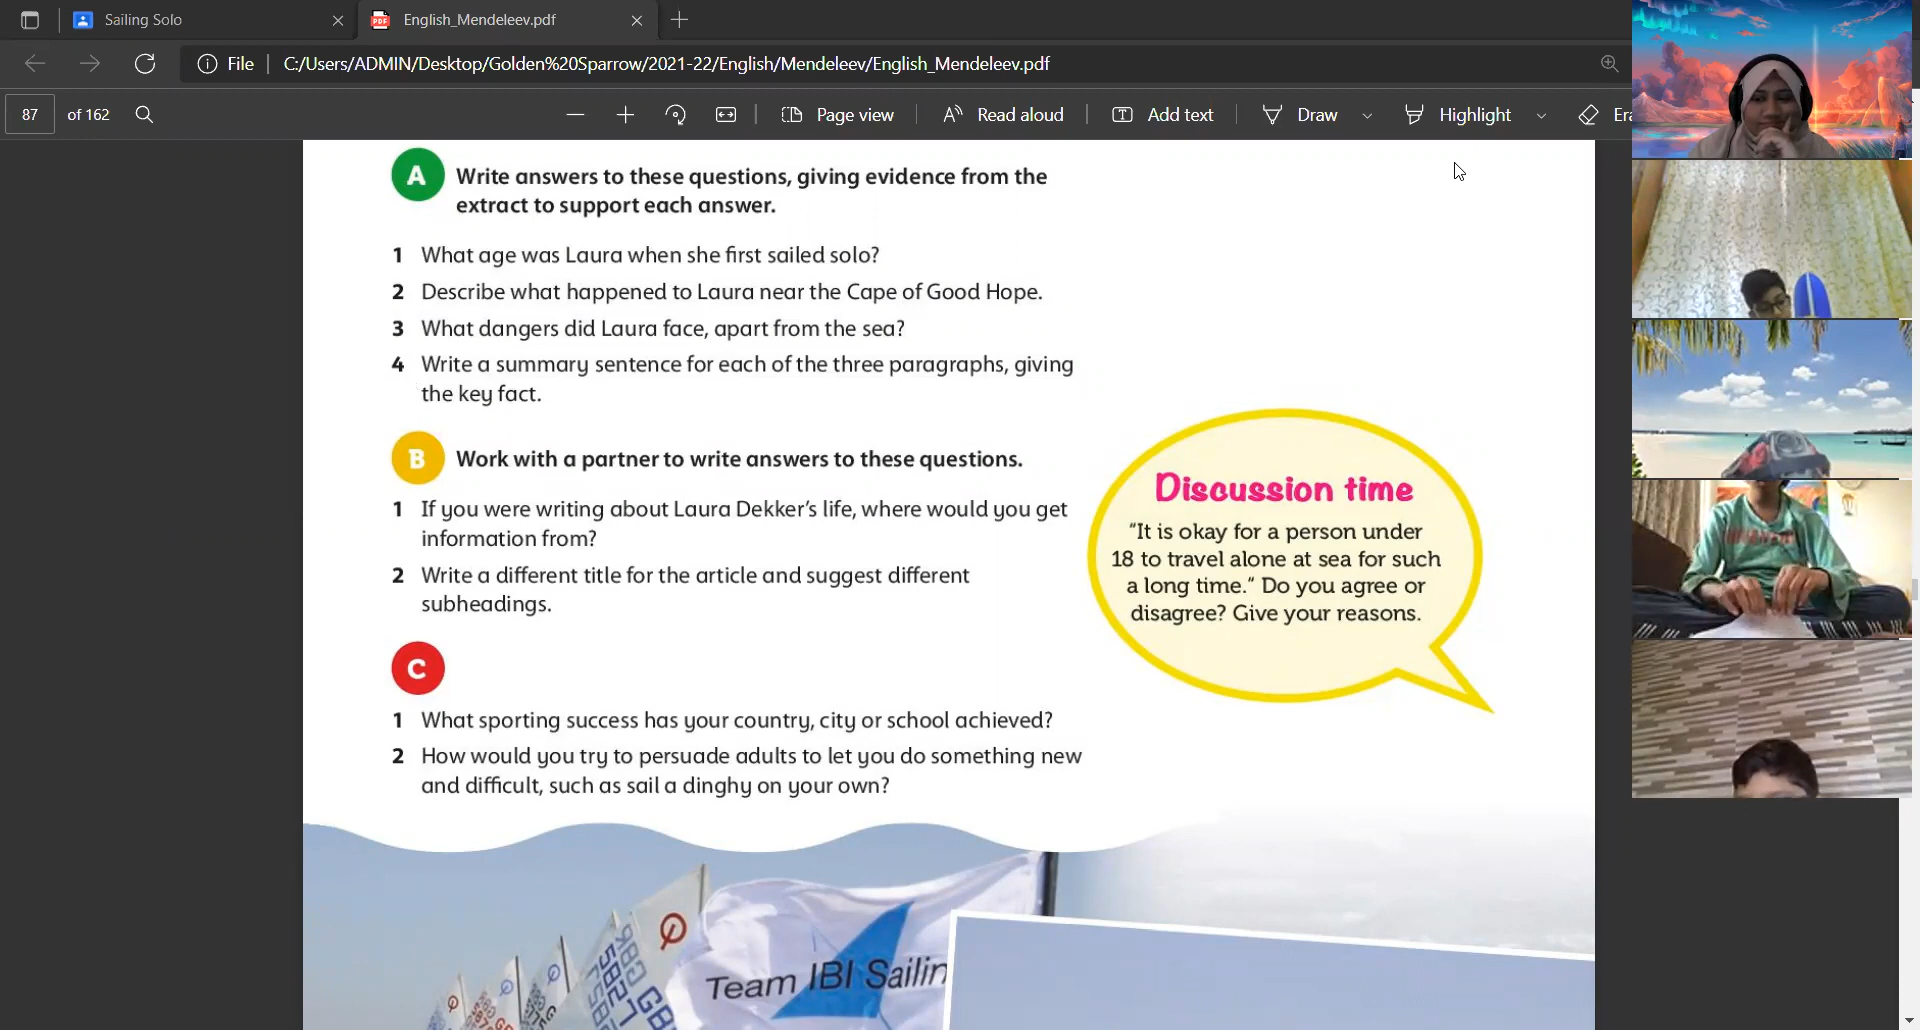 Sailing Solo
English_Mendeleev.pdf
File
C:/Users/ADMIN/Desktop/Golden%20Sparrow/2021-22/English/Mendeleev/English_Mendeleev.pdf
87
of 162
Page view
Read aloud
Add text
Draw
Highlight
A
Write answers to these questions, giving evidence from the
extract to support each answer.
1 What age was Laura when she first sailed solo?
2 Describe what happened to Laura near the Cape of Good Hope.
3 What dangers did Laura face, apart from the sea?
4 Write a summary sentence for each of the three paragraphs, giving
the key fact.
B
Work with a partner to write answers to these questions.
1 If you were writing about Laura Dekker's life, where would you get
information from?
2 Write a different title for the article and suggest different
subheadings.
Discussion time
"It is okay for a person under
18 to travel alone at sea for such
a long time." Do you agree or
disagree? Give your reasons.
C
1 What sporting success has your country, city or school achieved?
2 How would you try to persuade adults to let you do something new
and difficult, such as sail a dinghy on your own?
Team IBI Sailin